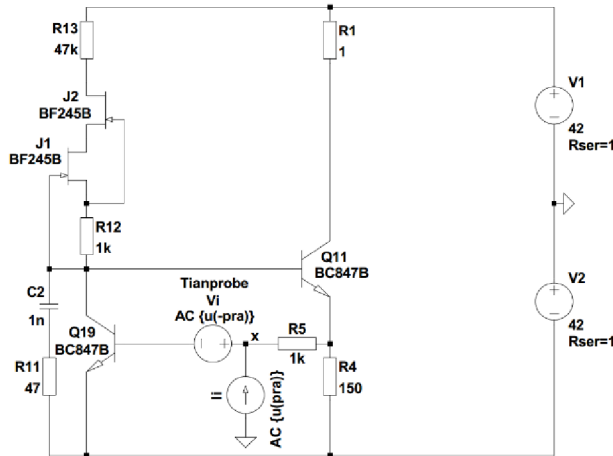 R13
47k
J2
BF245B
J1
BF245B
R12
1k
C2
1n
R11
47
Q19
BC847B
Tianprobe
Vi
AC {u(-pra)}
x
R5
1k
Ii
AC {u(pra)}
R1
1
Q11
BC847B
R4
150
V1
42
Rser=1
V2
42
Rser=1